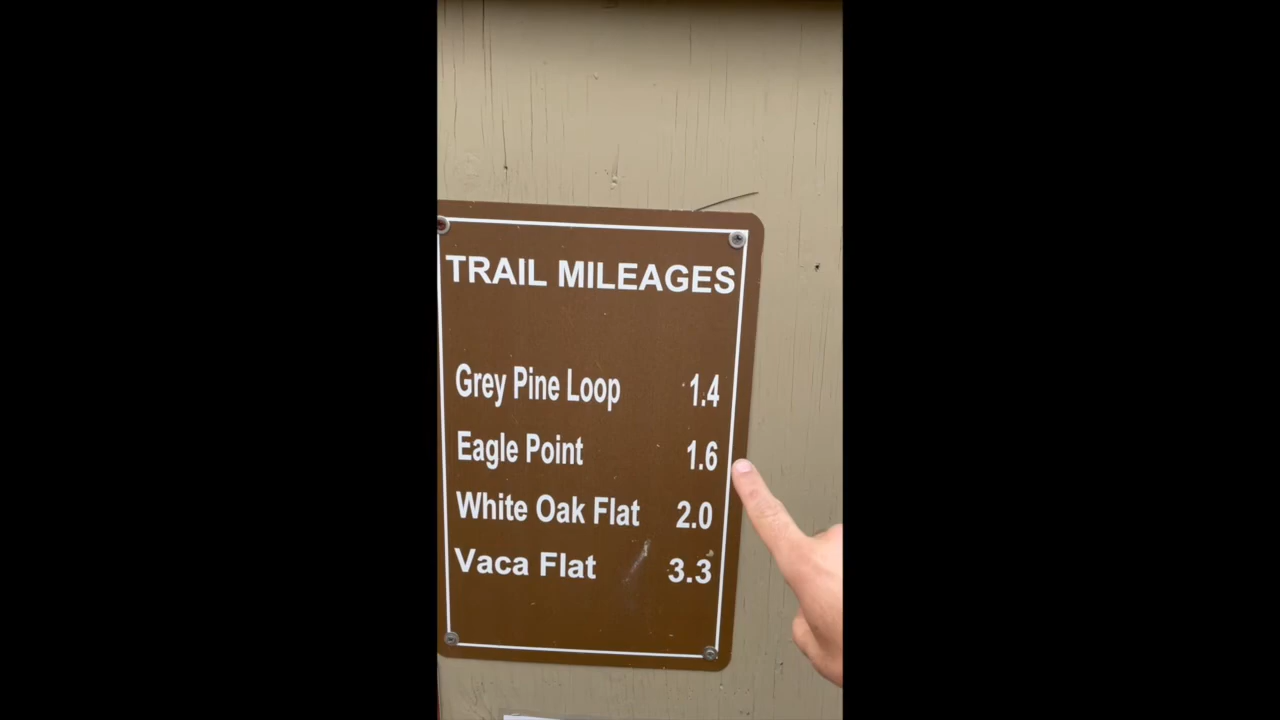 TRAIL MILEAGES
Grey Pine Loop 1.4
Eagle Point 1.6
White Oak Flat 2.0
Vaca Flat 3.3